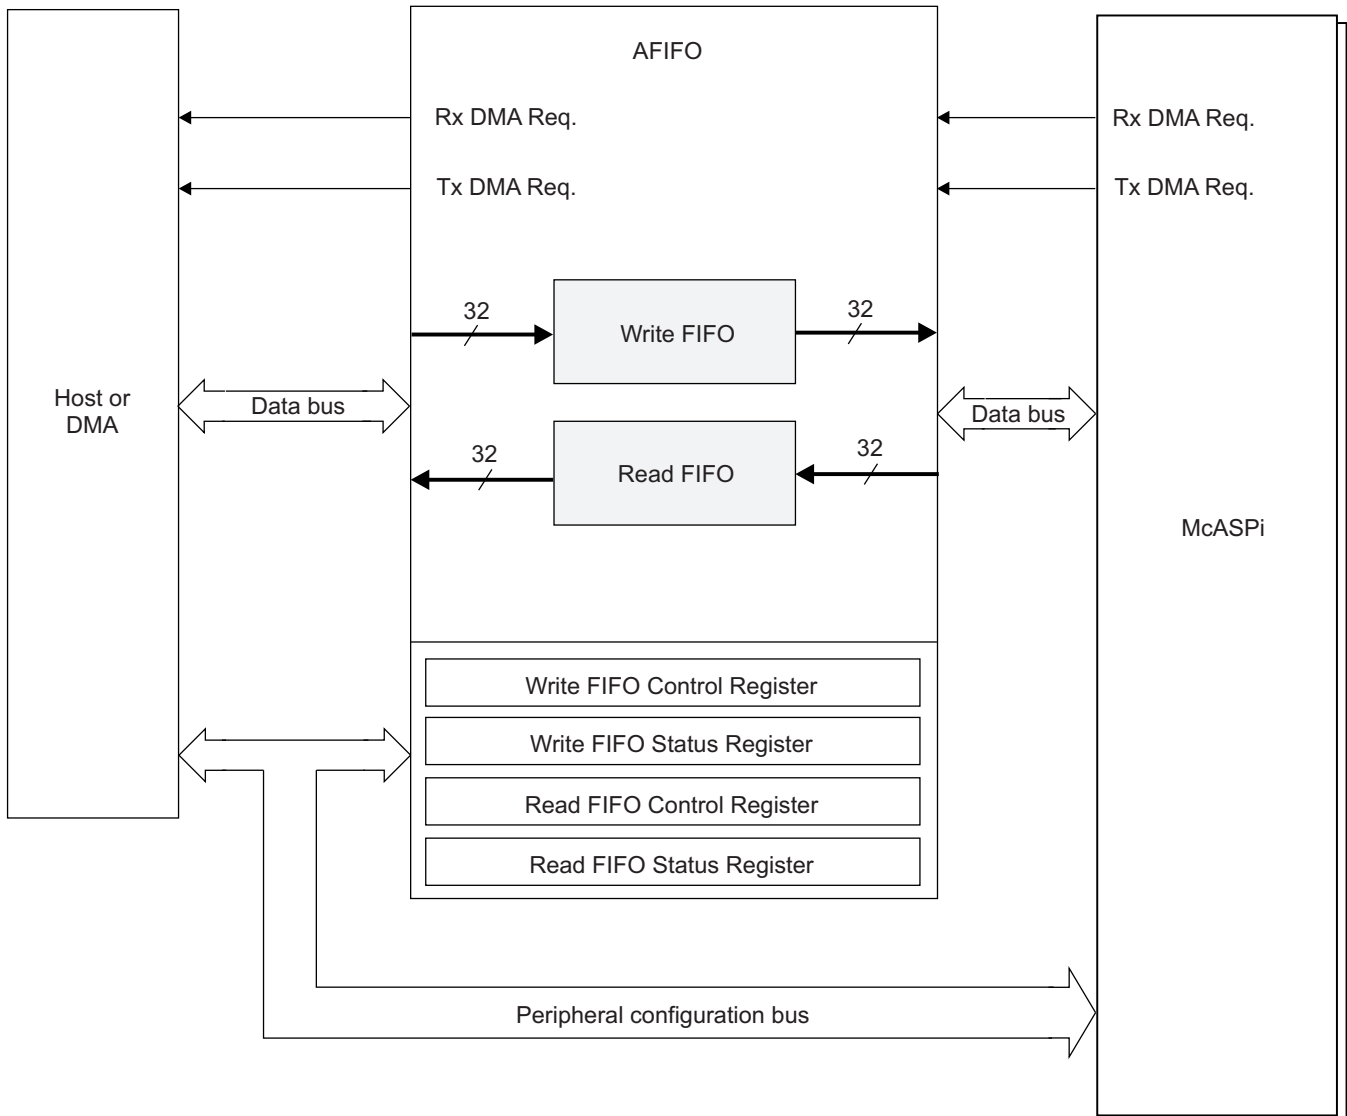 AFIFO
Rx DMA Req.
Rx DMA Req.
Tx DMA Req.
Tx DMA Req.
32
32
Write FIFO
Host or
DMA
Data bus
Data bus
32
32
Read FIFO
McASPi
Write FIFO Control Register
Write FIFO Status Register
Read FIFO Control Register
Read FIFO Status Register
Peripheral configuration bus